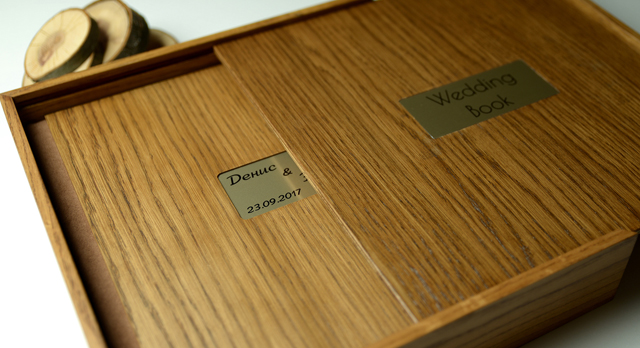 Wedding
Book
Денис &
23.09.2017